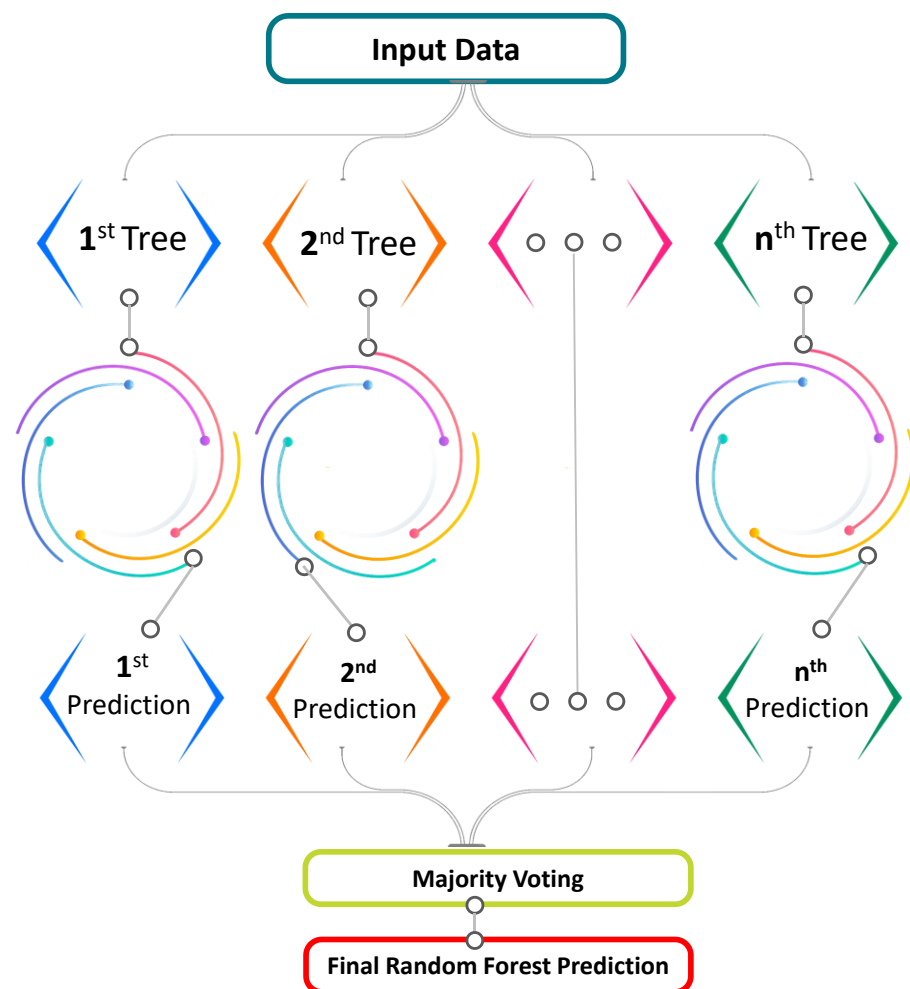 Input Data
1st Tree
2nd Tree
nth Tree
1st
Prediction
2nd
Prediction
nth
Prediction
Majority Voting
Final Random Forest Prediction